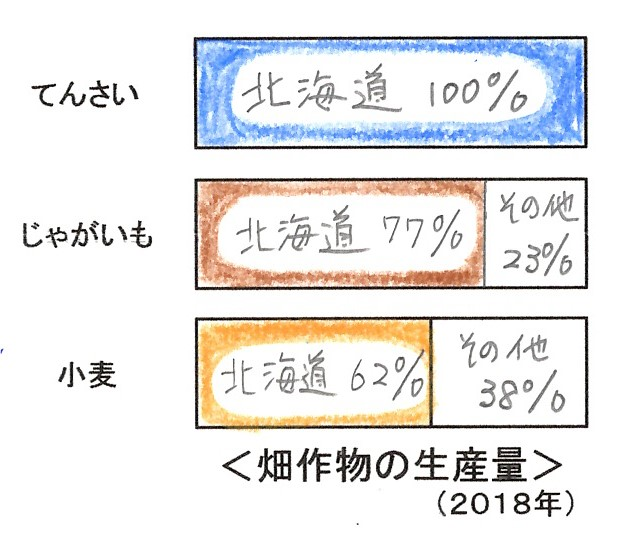 てんさい
北海道 100%
じゃがいも
北海道 77%
その他
23%
小麦
北海道 62%
その他
38%
＜畑作物の生産量＞
（2018年）